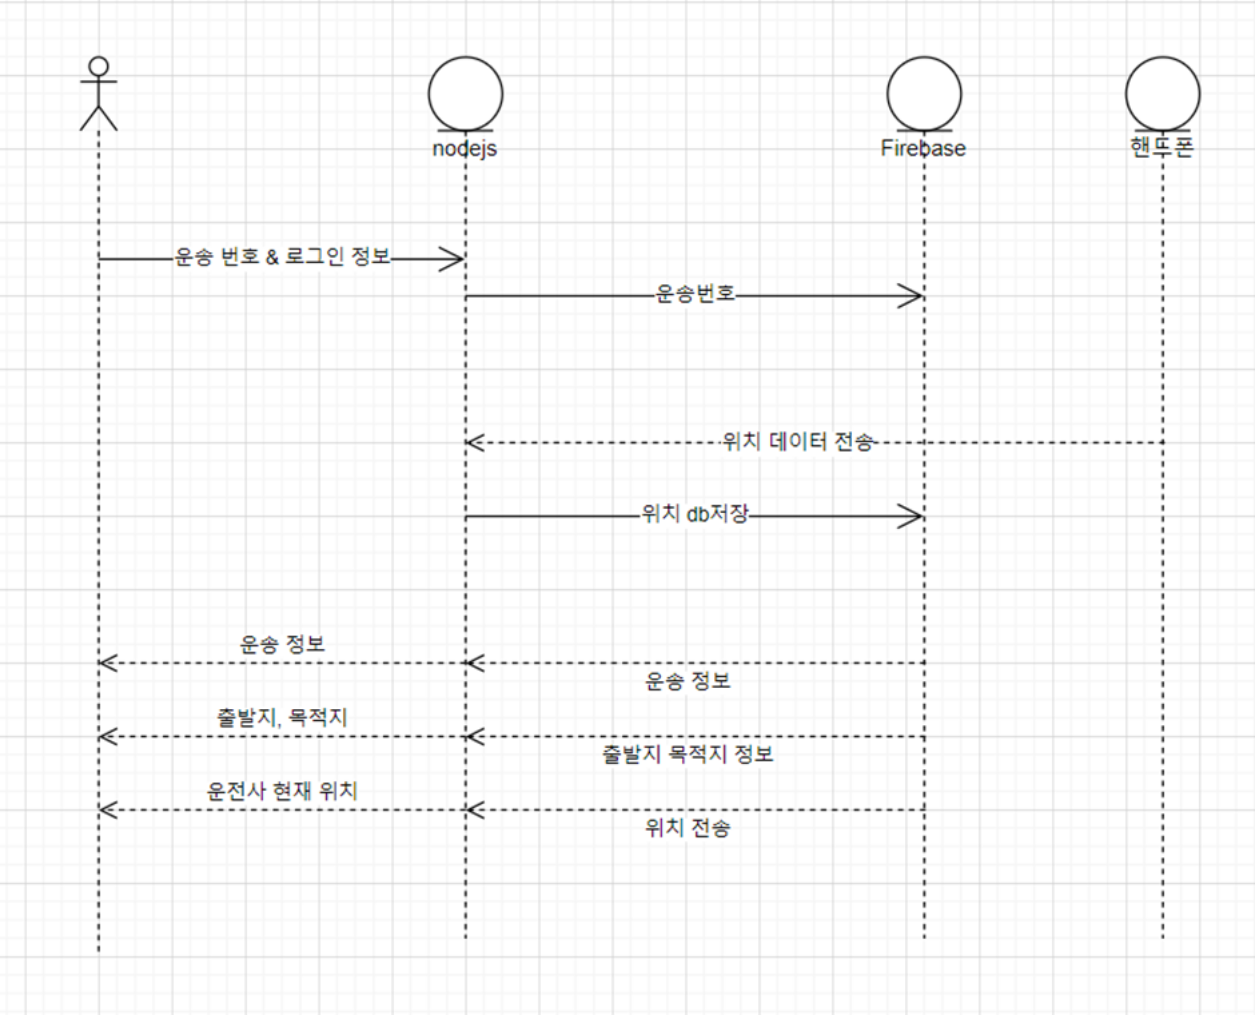 nodejs
Firebase
핸드폰
운송 번호 & 로그인 정보
운송번호
위치 데이터 전송
위치 db저장
운송 정보
운송 정보
출발지, 목적지
출발지 목적지 정보
운전사 현재 위치
위치 전송